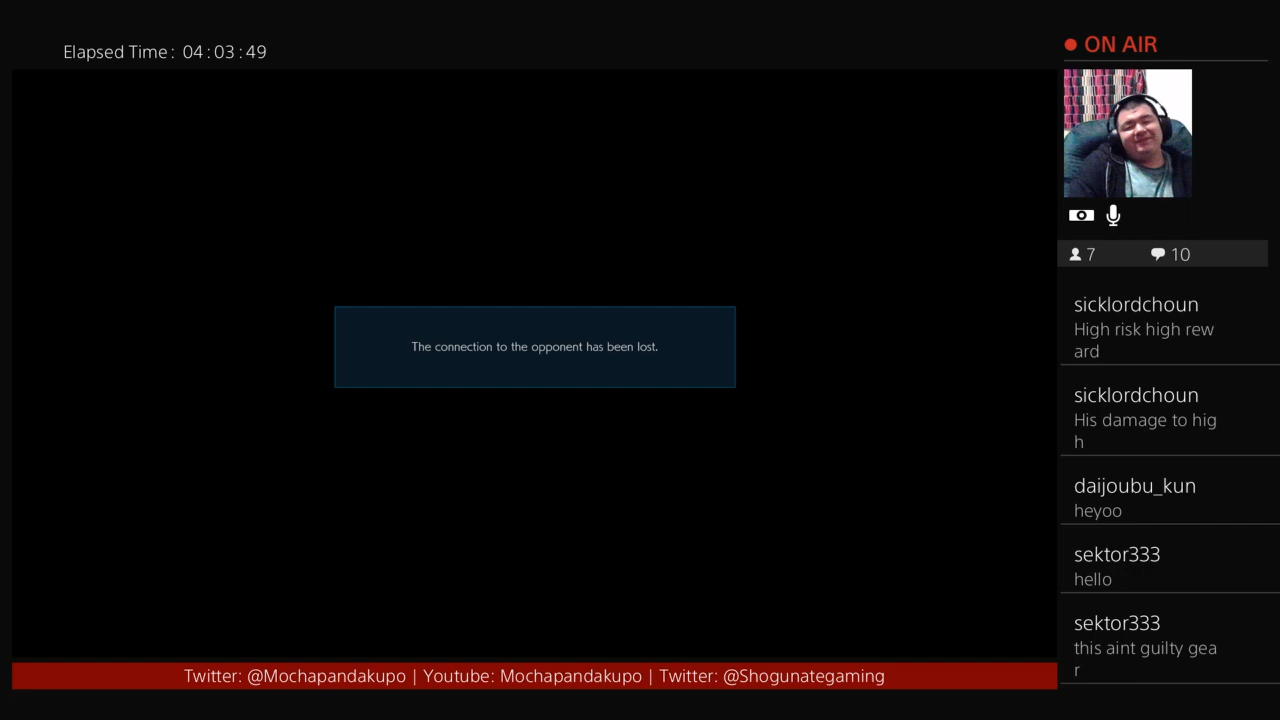 Elapsed Time: 04:03:49
ON AIR
7 10
sicklordchoun
High risk high rew
ard
sicklordchoun
His damage to hig
h
The connection to the opponent has been lost.
daijoubu_kun
heyoo
sektor333
hello
sektor333
this aint guilty gea
r
Twitter: @Mochapandakupo | Youtube: Mochapandakupo | Twitter: @Shogunategaming